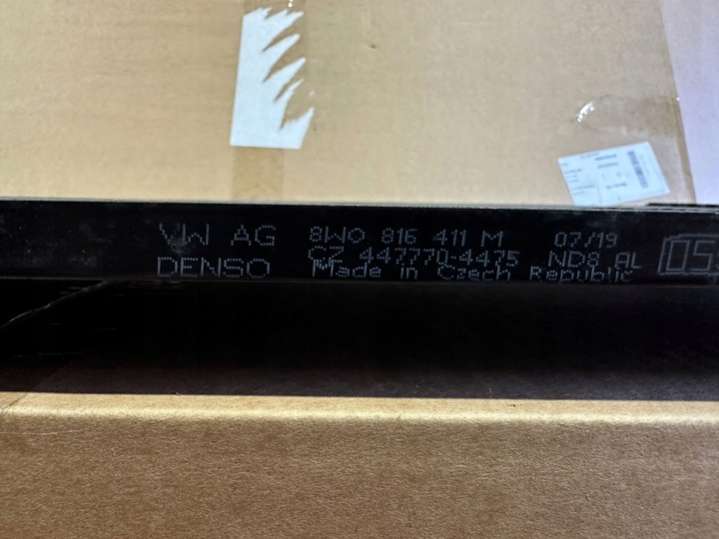 VW AG 8W0 816 411 M 07/19
DENSO CZ 447770-4475 ND8 AL
Made in Czech Republic